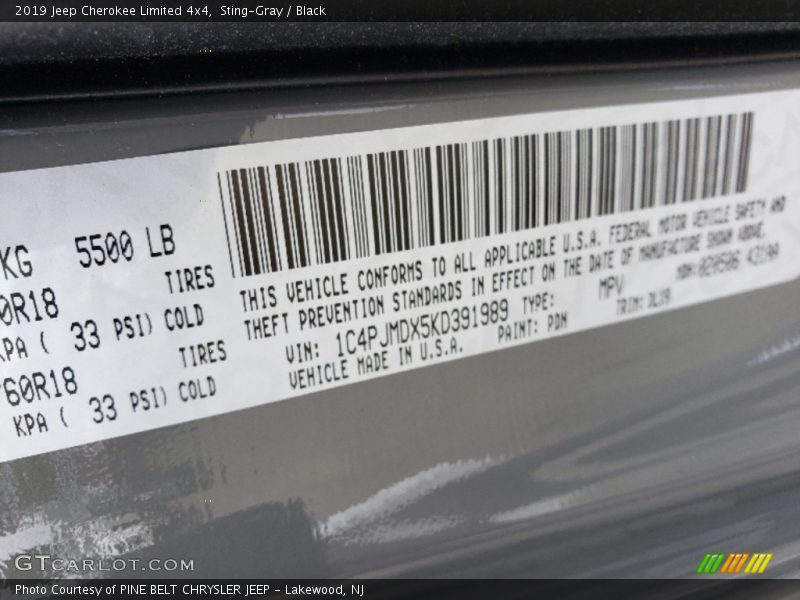 2019 Jeep Cherokee Limited 4x4, Sting-Gray / Black
KG 5500 LB
0R18 TIRES
KPA ( 33 PSI) COLD
60R18 TIRES
KPA ( 33 PSI) COLD
THIS VEHICLE CONFORMS TO ALL APPLICABLE U.S.A. FEDERAL MOTOR VEHICLE SAFETY AND
THEFT PREVENTION STANDARDS IN EFFECT ON THE DATE OF MANUFACTURE SHOWN ABOVE.
VIN: 1C4PJMDX5KD391989 TYPE: MPV
VEHICLE MADE IN U.S.A. PAINT: PDN TRIM:
GTCARLOT.COM
Photo Courtesy of PINE BELT CHRYSLER JEEP - Lakewood, NJ